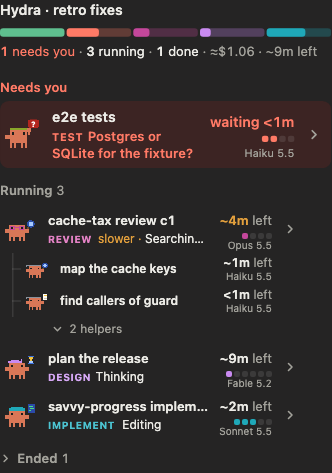 Hydra · retro fixes
1 needs you · 3 running · 1 done · ≈$1.06 · ~9m left
Needs you
e2e tests
waiting <1m
TEST Postgres or
SQLite for the fixture?
Haiku 5.5
Running 3
cache-tax review c1
~4m left
REVIEW slower · Searchin...
Opus 5.5
map the cache keys
~1m left
Haiku 5.5
find callers of guard
<1m left
Haiku 5.5
2 helpers
plan the release
~9m left
DESIGN Thinking
Fable 5.2
savvy-progress implem...
~2m left
IMPLEMENT Editing
Sonnet 5.5
Ended 1